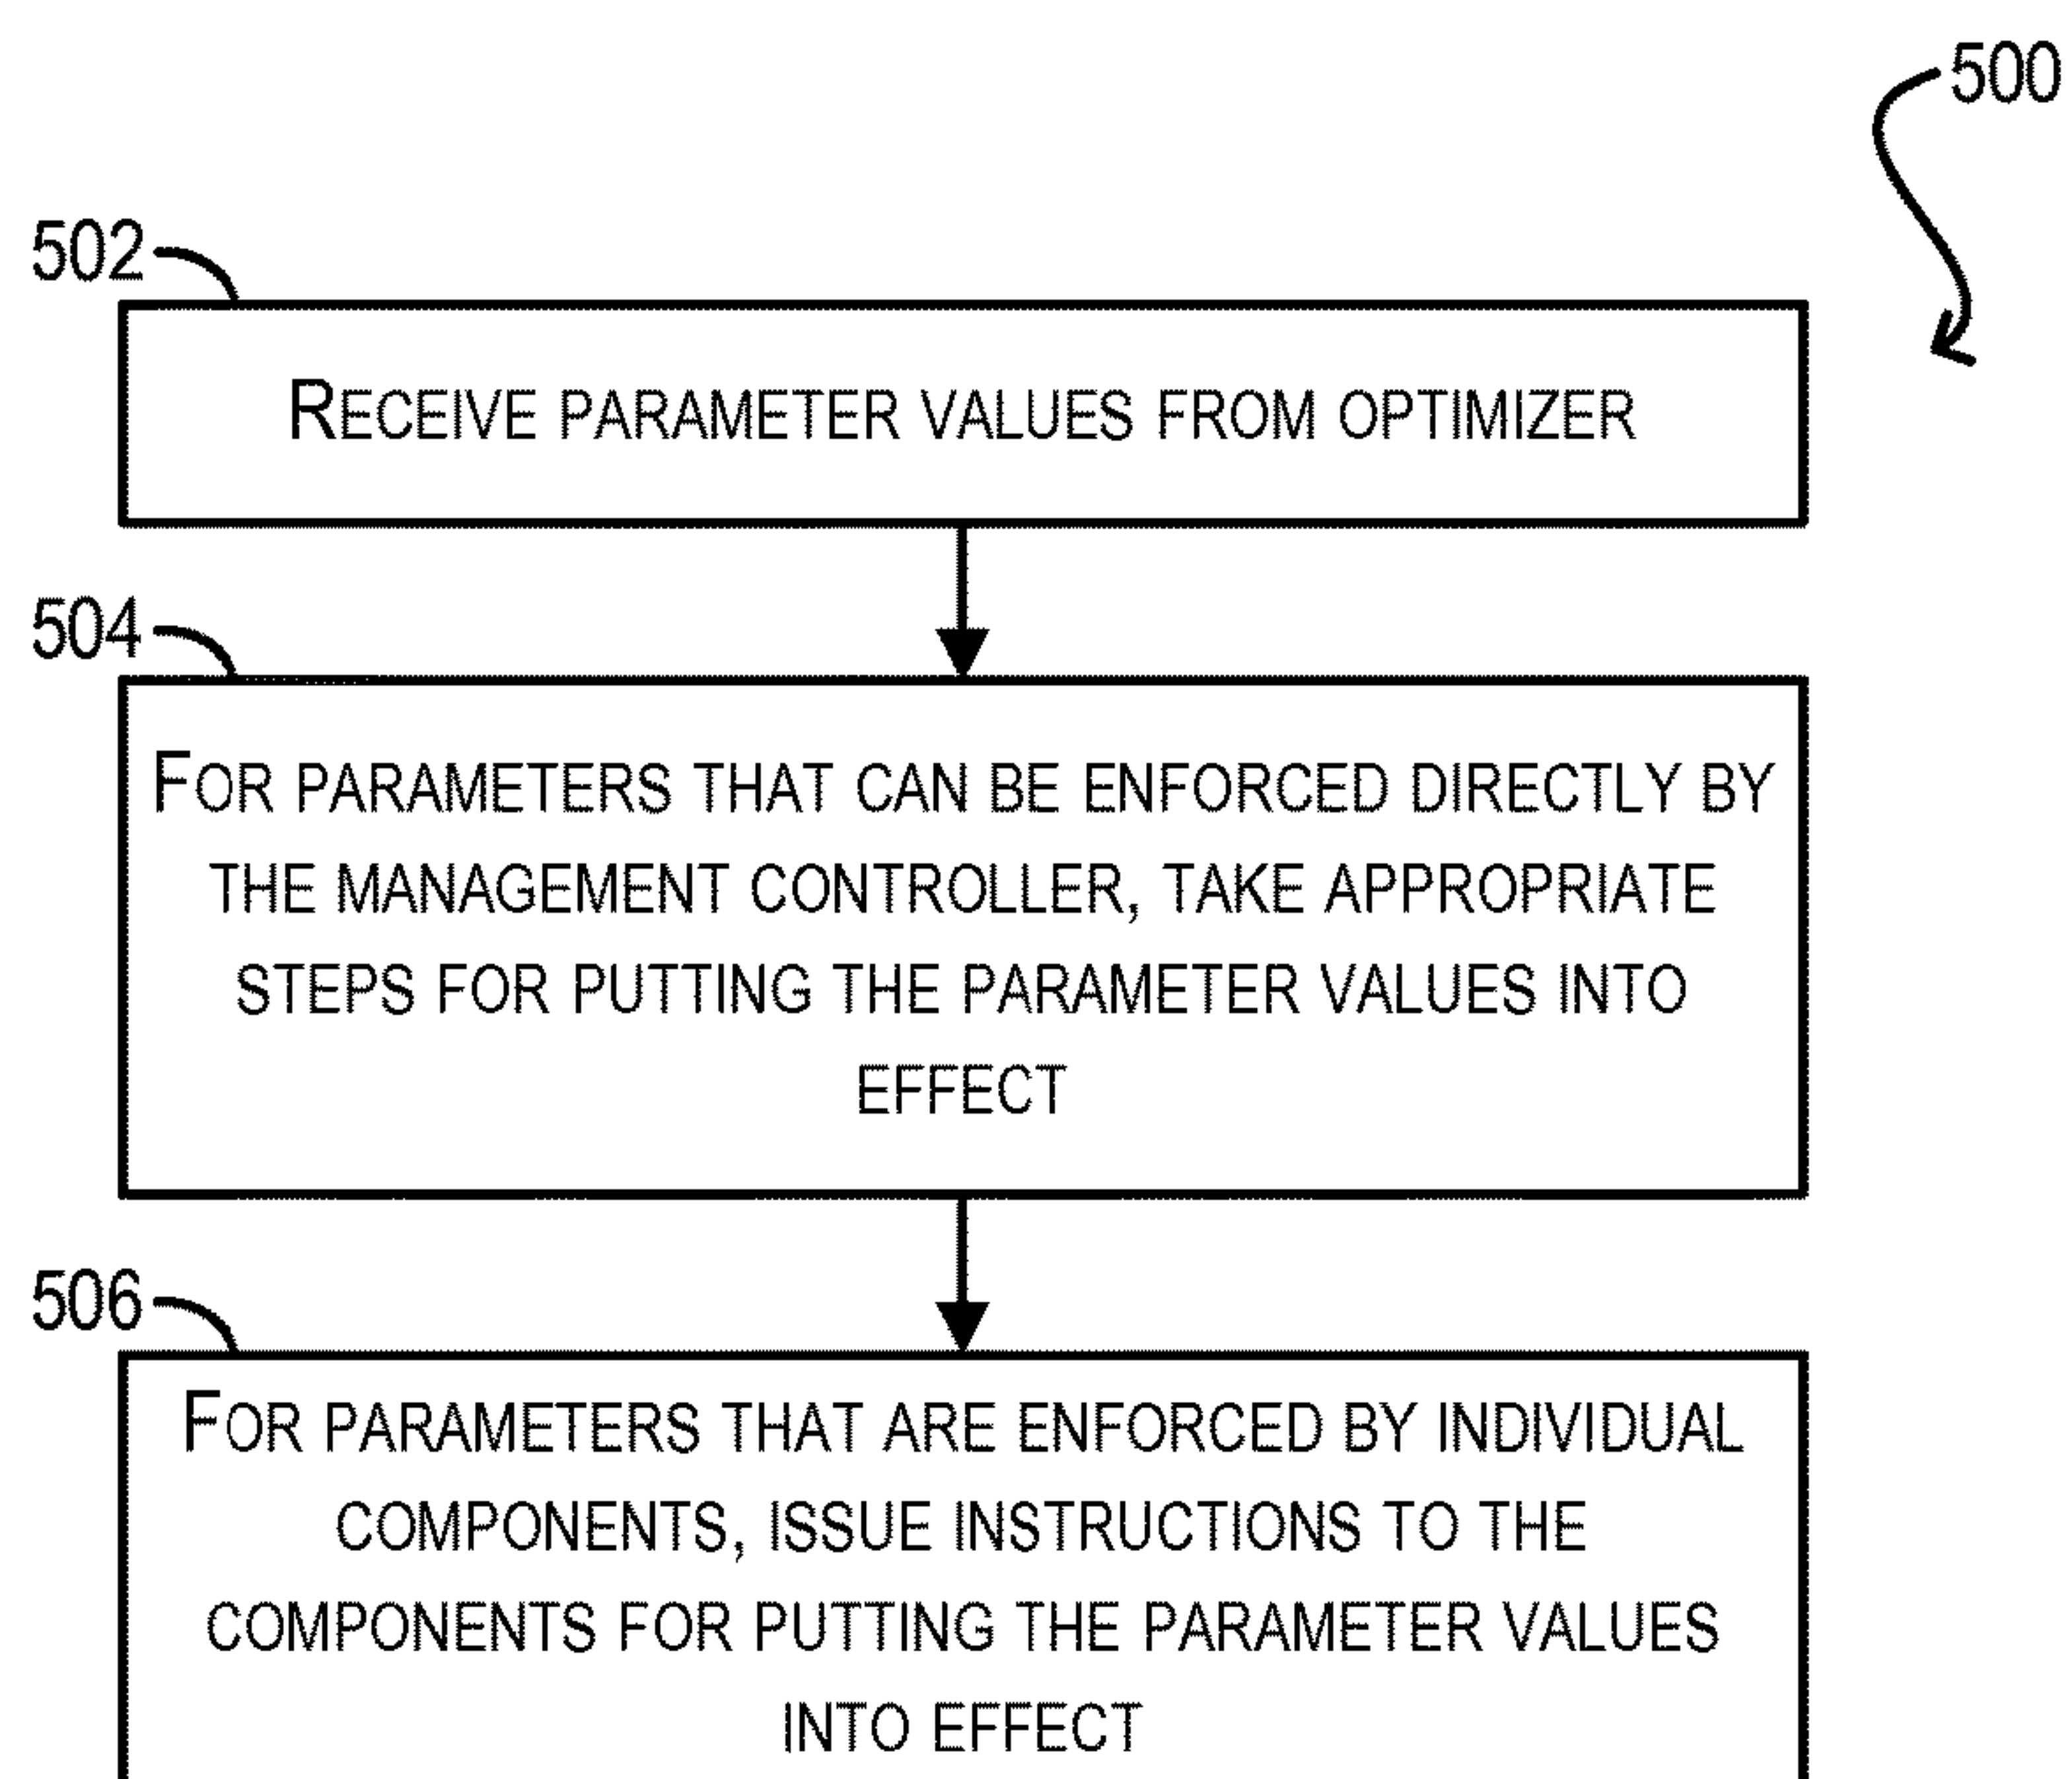 500
502
RECEIVE PARAMETER VALUES FROM OPTIMIZER
504
FOR PARAMETERS THAT CAN BE ENFORCED DIRECTLY BY
THE MANAGEMENT CONTROLLER, TAKE APPROPRIATE
STEPS FOR PUTTING THE PARAMETER VALUES INTO
EFFECT
506
FOR PARAMETERS THAT ARE ENFORCED BY INDIVIDUAL
COMPONENTS, ISSUE INSTRUCTIONS TO THE
COMPONENTS FOR PUTTING THE PARAMETER VALUES
INTO EFFECT